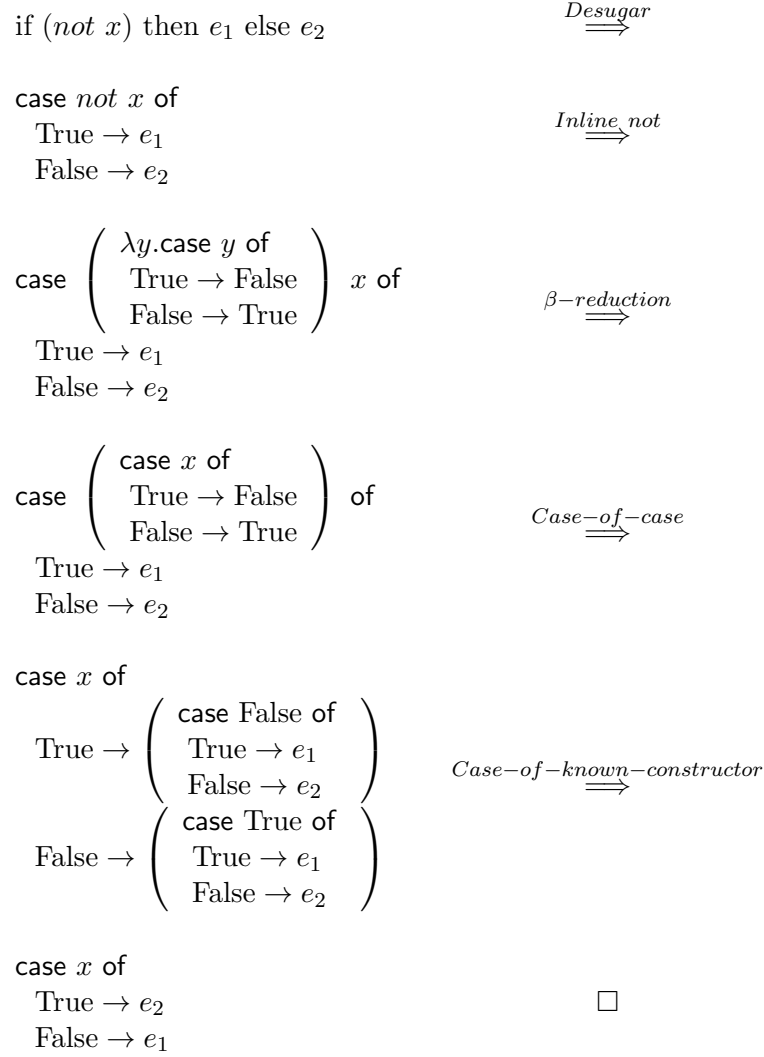 if (not x) then e₁ else e₂ Desugar ⟹
case not x of
True → e₁ Inline not ⟹
False → e₂
case ( λy.case y of
True → False
False → True ) x of β−reduction ⟹
True → e₁
False → e₂
case ( case x of
True → False
False → True ) of Case−of−case ⟹
True → e₁
False → e₂
case x of
True → ( case False of
True → e₁
False → e₂ ) Case−of−known−constructor ⟹
False → ( case True of
True → e₁
False → e₂ )
case x of
True → e₂ □
False → e₁